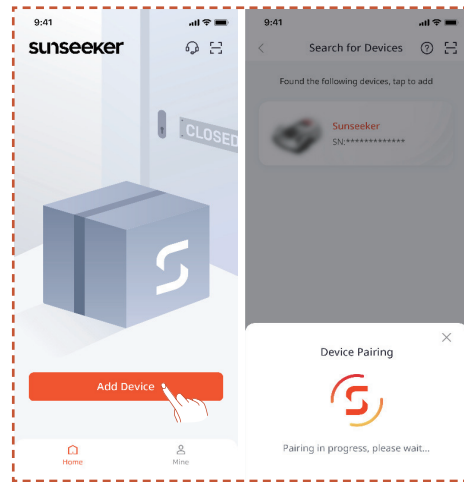 9:41
sunseeker
CLOSED
Add Device
Home
Mine
9:41
Search for Devices
Found the following devices, tap to add
Sunseeker
SN:*************
Device Pairing
Pairing in progress, please wait...